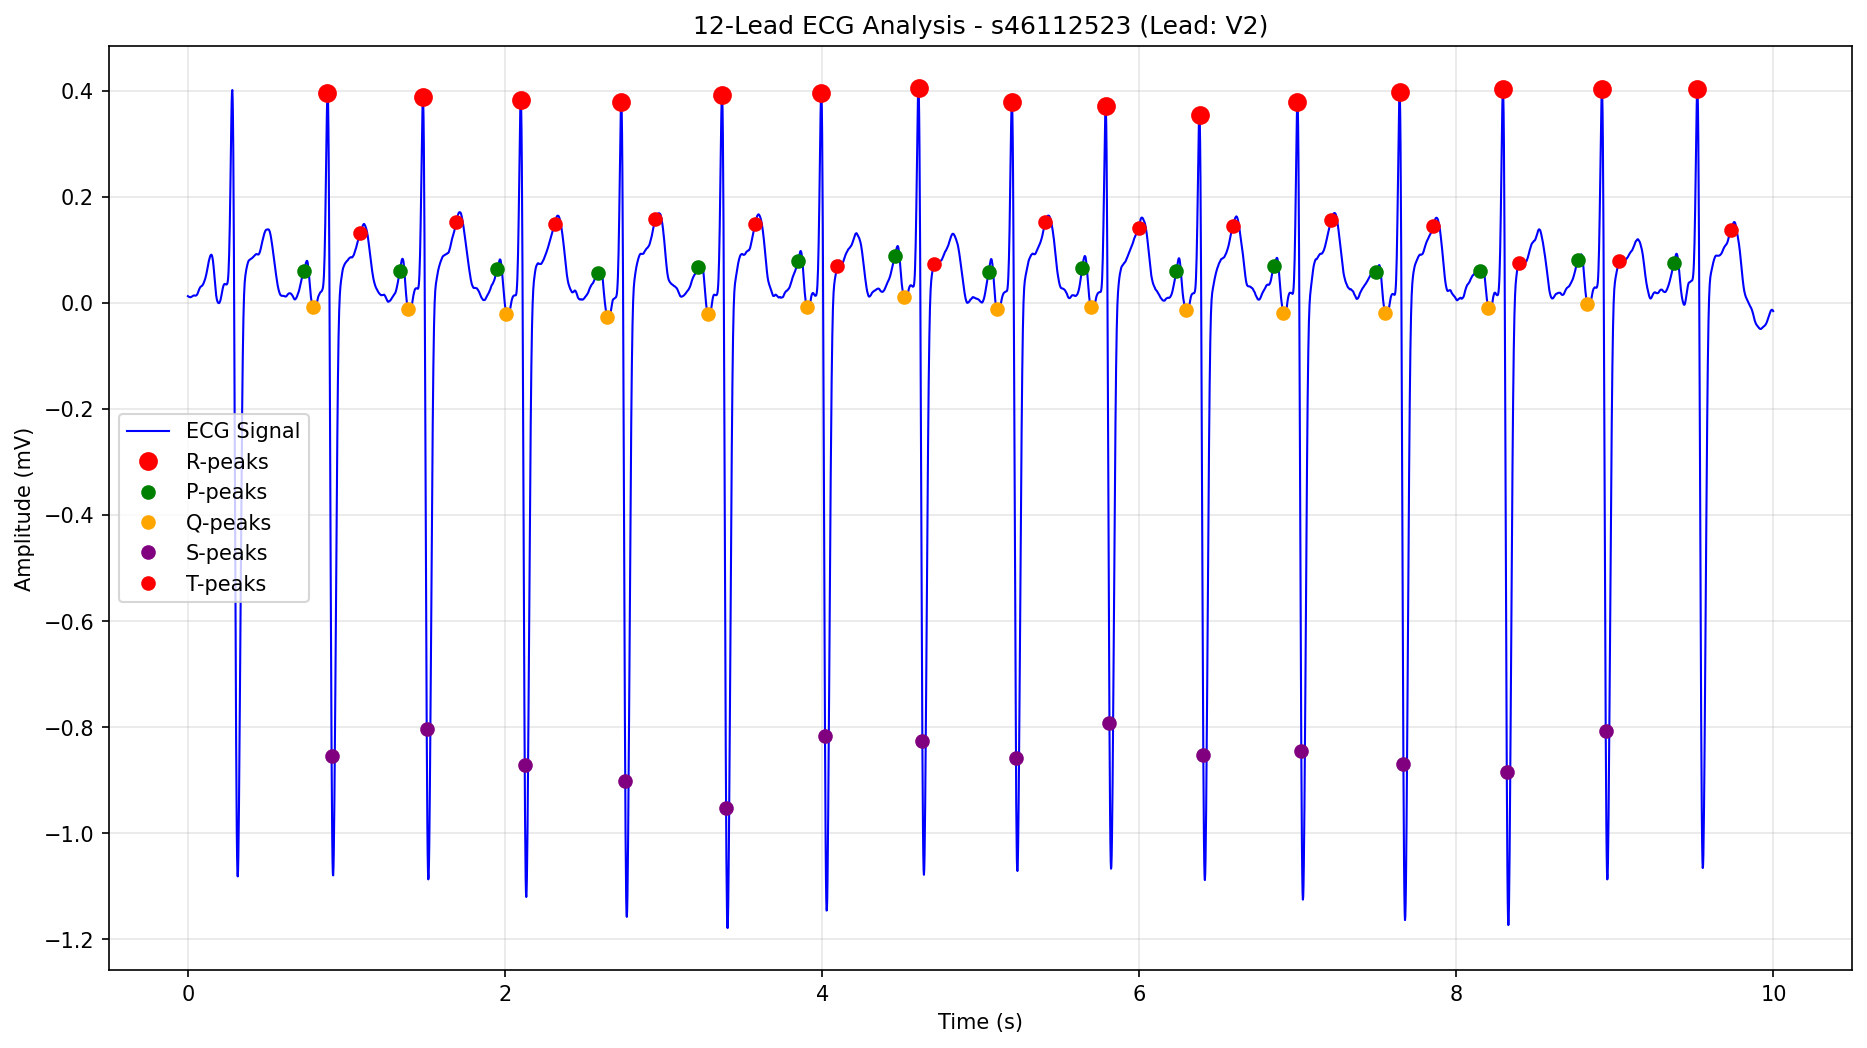 12-Lead ECG Analysis - s46112523 (Lead: V2)
Amplitude (mV)
0.4
0.2
0.0
−0.2
−0.4
−0.6
−0.8
−1.0
−1.2
ECG Signal
R-peaks
P-peaks
Q-peaks
S-peaks
T-peaks
0 2 4 6 8 10
Time (s)